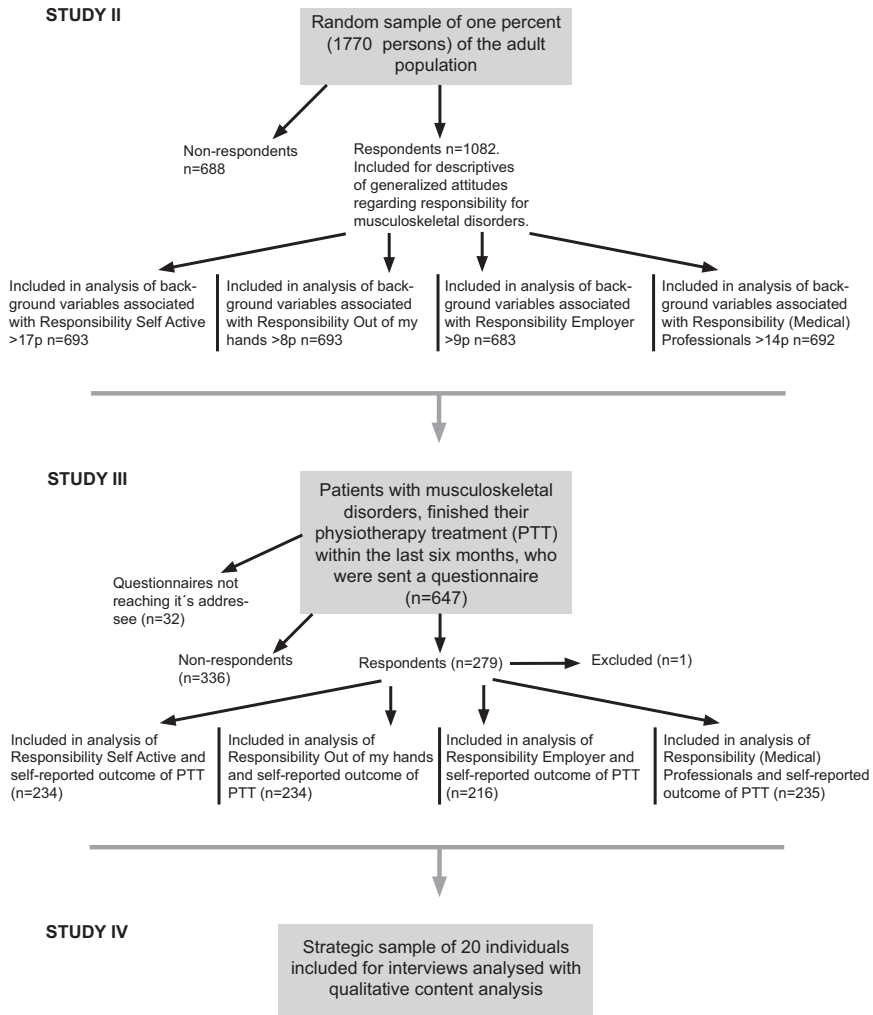 STUDY II
Random sample of one percent
(1770 persons) of the adult
population
Non-respondents
n=688
Respondents n=1082.
Included for descriptives
of generalized attitudes
regarding responsibility for
musculoskeletal disorders.
Included in analysis of back-
ground variables associated
with Responsibility Self Active
>17p n=693
Included in analysis of back-
ground variables associated
with Responsibility Out of my
hands >8p n=693
Included in analysis of back-
ground variables associated
with Responsibility Employer
>9p n=683
Included in analysis of back-
ground variables associated
with Responsibility (Medical)
Professionals >14p n=692
STUDY III
Patients with musculoskeletal
disorders, finished their
physiotherapy treatment (PTT)
within the last six months, who
were sent a questionnaire
(n=647)
Questionnaires not
reaching it´s addres-
see (n=32)
Non-respondents
(n=336)
Respondents (n=279)
Excluded (n=1)
Included in analysis of
Responsibility Self Active and
self-reported outcome of PTT
(n=234)
Included in analysis of
Responsibility Out of my hands
and self-reported outcome of
PTT (n=234)
Included in analysis of
Responsibility Employer and
self-reported outcome of PTT
(n=216)
Included in analysis of
Responsibility (Medical)
Professionals and self-reported
outcome of PTT (n=235)
STUDY IV
Strategic sample of 20 individuals
included for interviews analysed with
qualitative content analysis